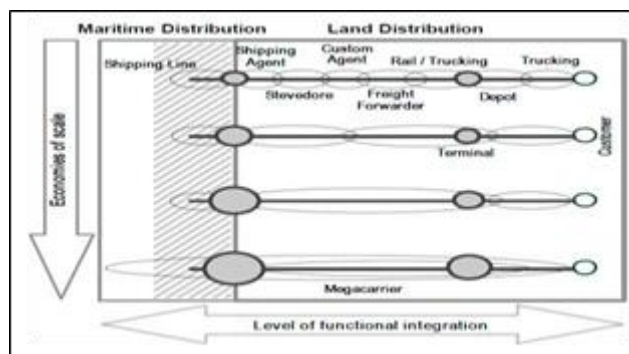 Maritime Distribution Land Distribution
Shipping Agent
Custom Agent
Shipping Line
Rail / Trucking
Trucking
Stevedore
Freight Forwarder
Depot
Customer
Terminal
Megacarrier
Economies of scale
Level of functional integration